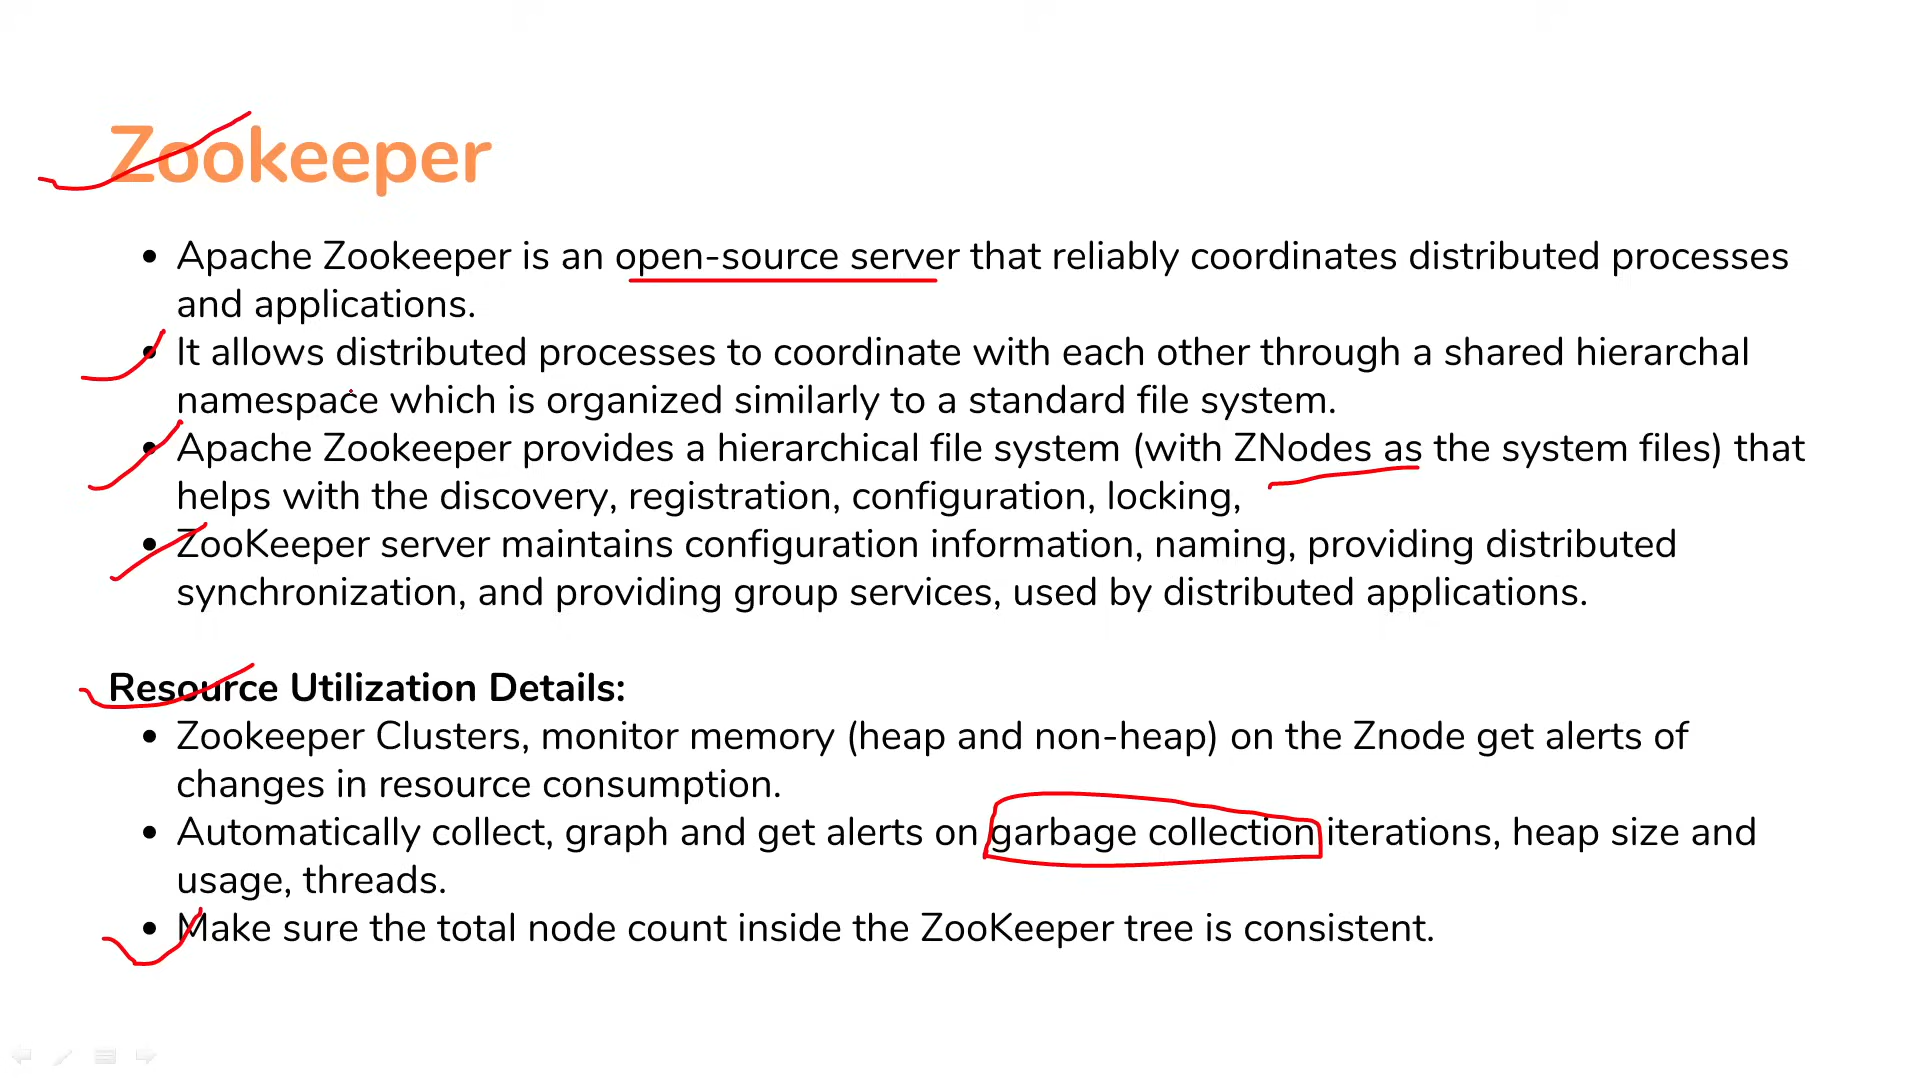 Zookeeper
• Apache Zookeeper is an open-source server that reliably coordinates distributed processes
and applications.
• It allows distributed processes to coordinate with each other through a shared hierarchal
namespace which is organized similarly to a standard file system.
• Apache Zookeeper provides a hierarchical file system (with ZNodes as the system files) that
helps with the discovery, registration, configuration, locking,
• ZooKeeper server maintains configuration information, naming, providing distributed
synchronization, and providing group services, used by distributed applications.
Resource Utilization Details:
• Zookeeper Clusters, monitor memory (heap and non-heap) on the Znode get alerts of
changes in resource consumption.
• Automatically collect, graph and get alerts on garbage collection iterations, heap size and
usage, threads.
• Make sure the total node count inside the ZooKeeper tree is consistent.